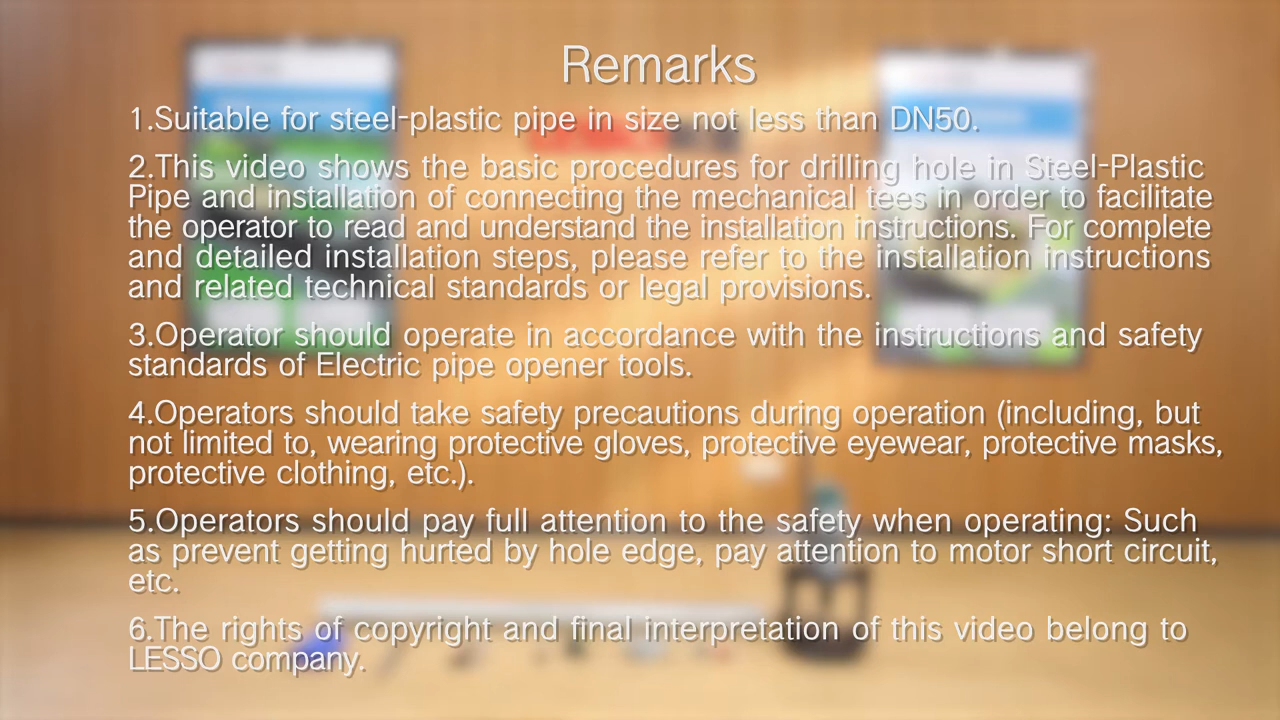 Remarks
1.Suitable for steel-plastic pipe in size not less than DN50.
2.This video shows the basic procedures for drilling hole in Steel-Plastic
Pipe and installation of connecting the mechanical tees in order to facilitate
the operator to read and understand the installation instructions. For complete
and detailed installation steps, please refer to the installation instructions
and related technical standards or legal provisions.
3.Operator should operate in accordance with the instructions and safety
standards of Electric pipe opener tools.
4.Operators should take safety precautions during operation (including, but
not limited to, wearing protective gloves, protective eyewear, protective masks,
protective clothing, etc.).
5.Operators should pay full attention to the safety when operating: Such
as prevent getting hurted by hole edge, pay attention to motor short circuit,
etc.
6.The rights of copyright and final interpretation of this video belong to
LESSO company.